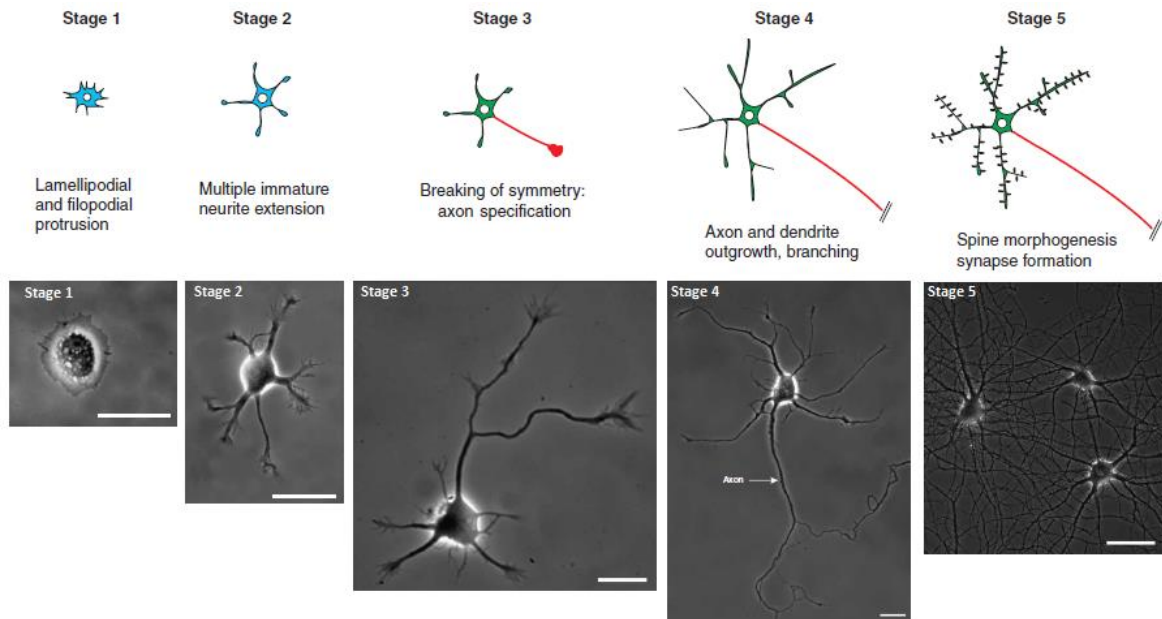 Stage 1
Stage 2
Stage 3
Stage 4
Stage 5
Lamellipodial
and filopodial
protrusion
Multiple immature
neurite extension
Breaking of symmetry:
axon specification
Axon and dendrite
outgrowth, branching
Spine morphogenesis
synapse formation
Stage 1
Stage 2
Stage 3
Stage 4
Stage 5
Axon